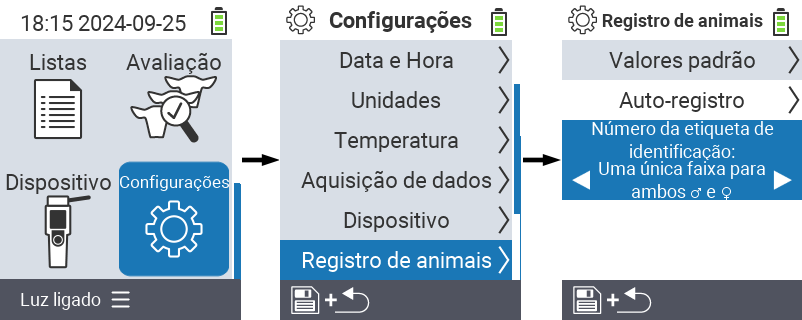 18:15 2024-09-25
Listas
Avaliação
Dispositivo
Configurações
Luz ligado
Configurações
Data e Hora
Unidades
Temperatura
Aquisição de dados
Dispositivo
Registro de animais
+
Registro de animais
Valores padrão
Auto-registro
Número da etiqueta de
identificação:
Uma única faixa para
ambos ♂ e ♀
+